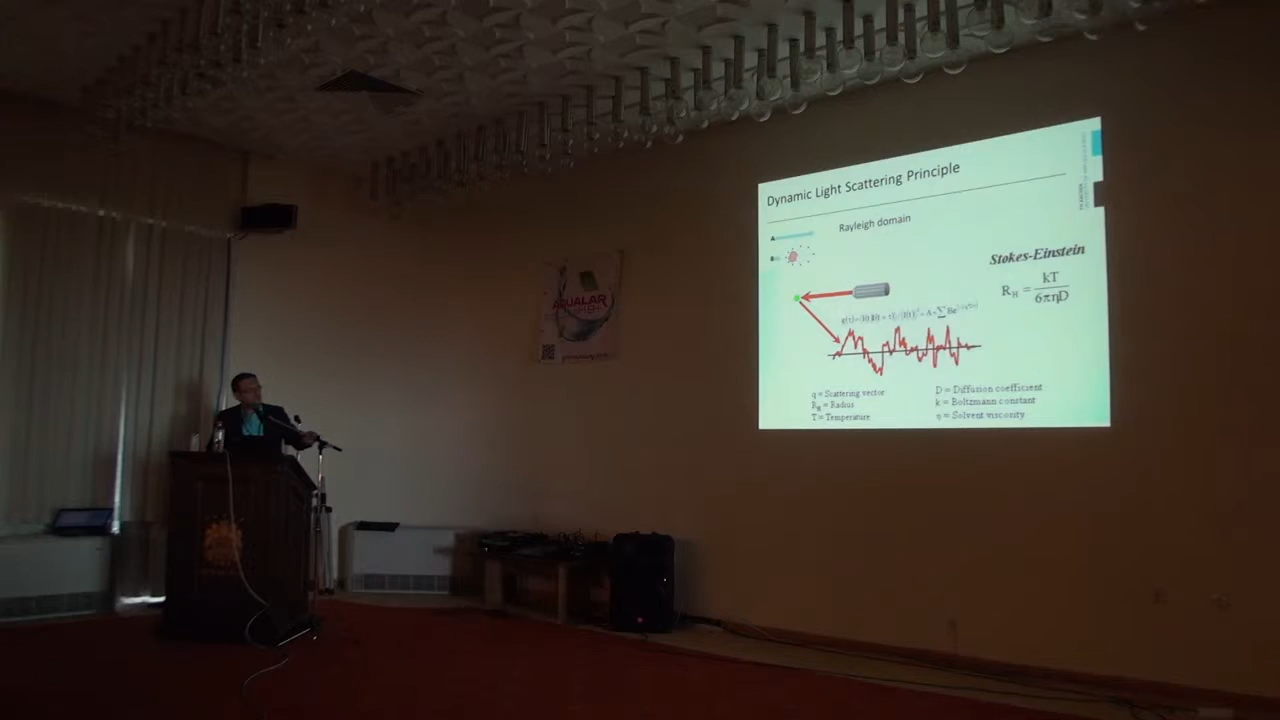 Dynamic Light Scattering Principle
Rayleigh domain
A
B
Stokes-Einstein
R_H = kT / 6πηD
q = Scattering vector
R_H = Radius
T = Temperature
D = Diffusion coefficient
k = Boltzmann constant
η = Solvent viscosity
AQUALAR